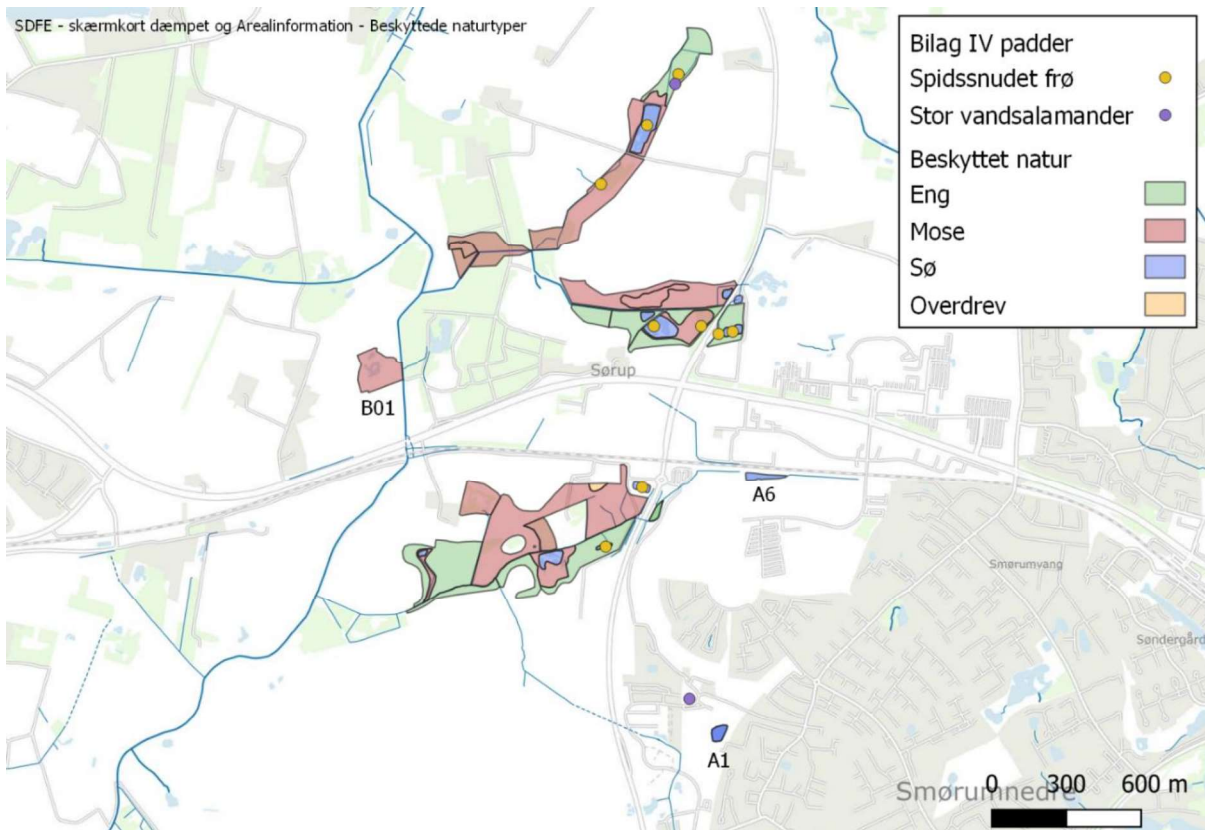 SDFE - skærmkort dæmpet og Arealinformation - Beskyttede naturtyper
Bilag IV padder
Spidssnudet frø
Stor vandsalamander
Beskyttet natur
Eng
Mose
Sø
Overdrev
Sørup
B01
A6
Smørumvang
Søndergård
A1
Smørumnedre
0 300 600 m